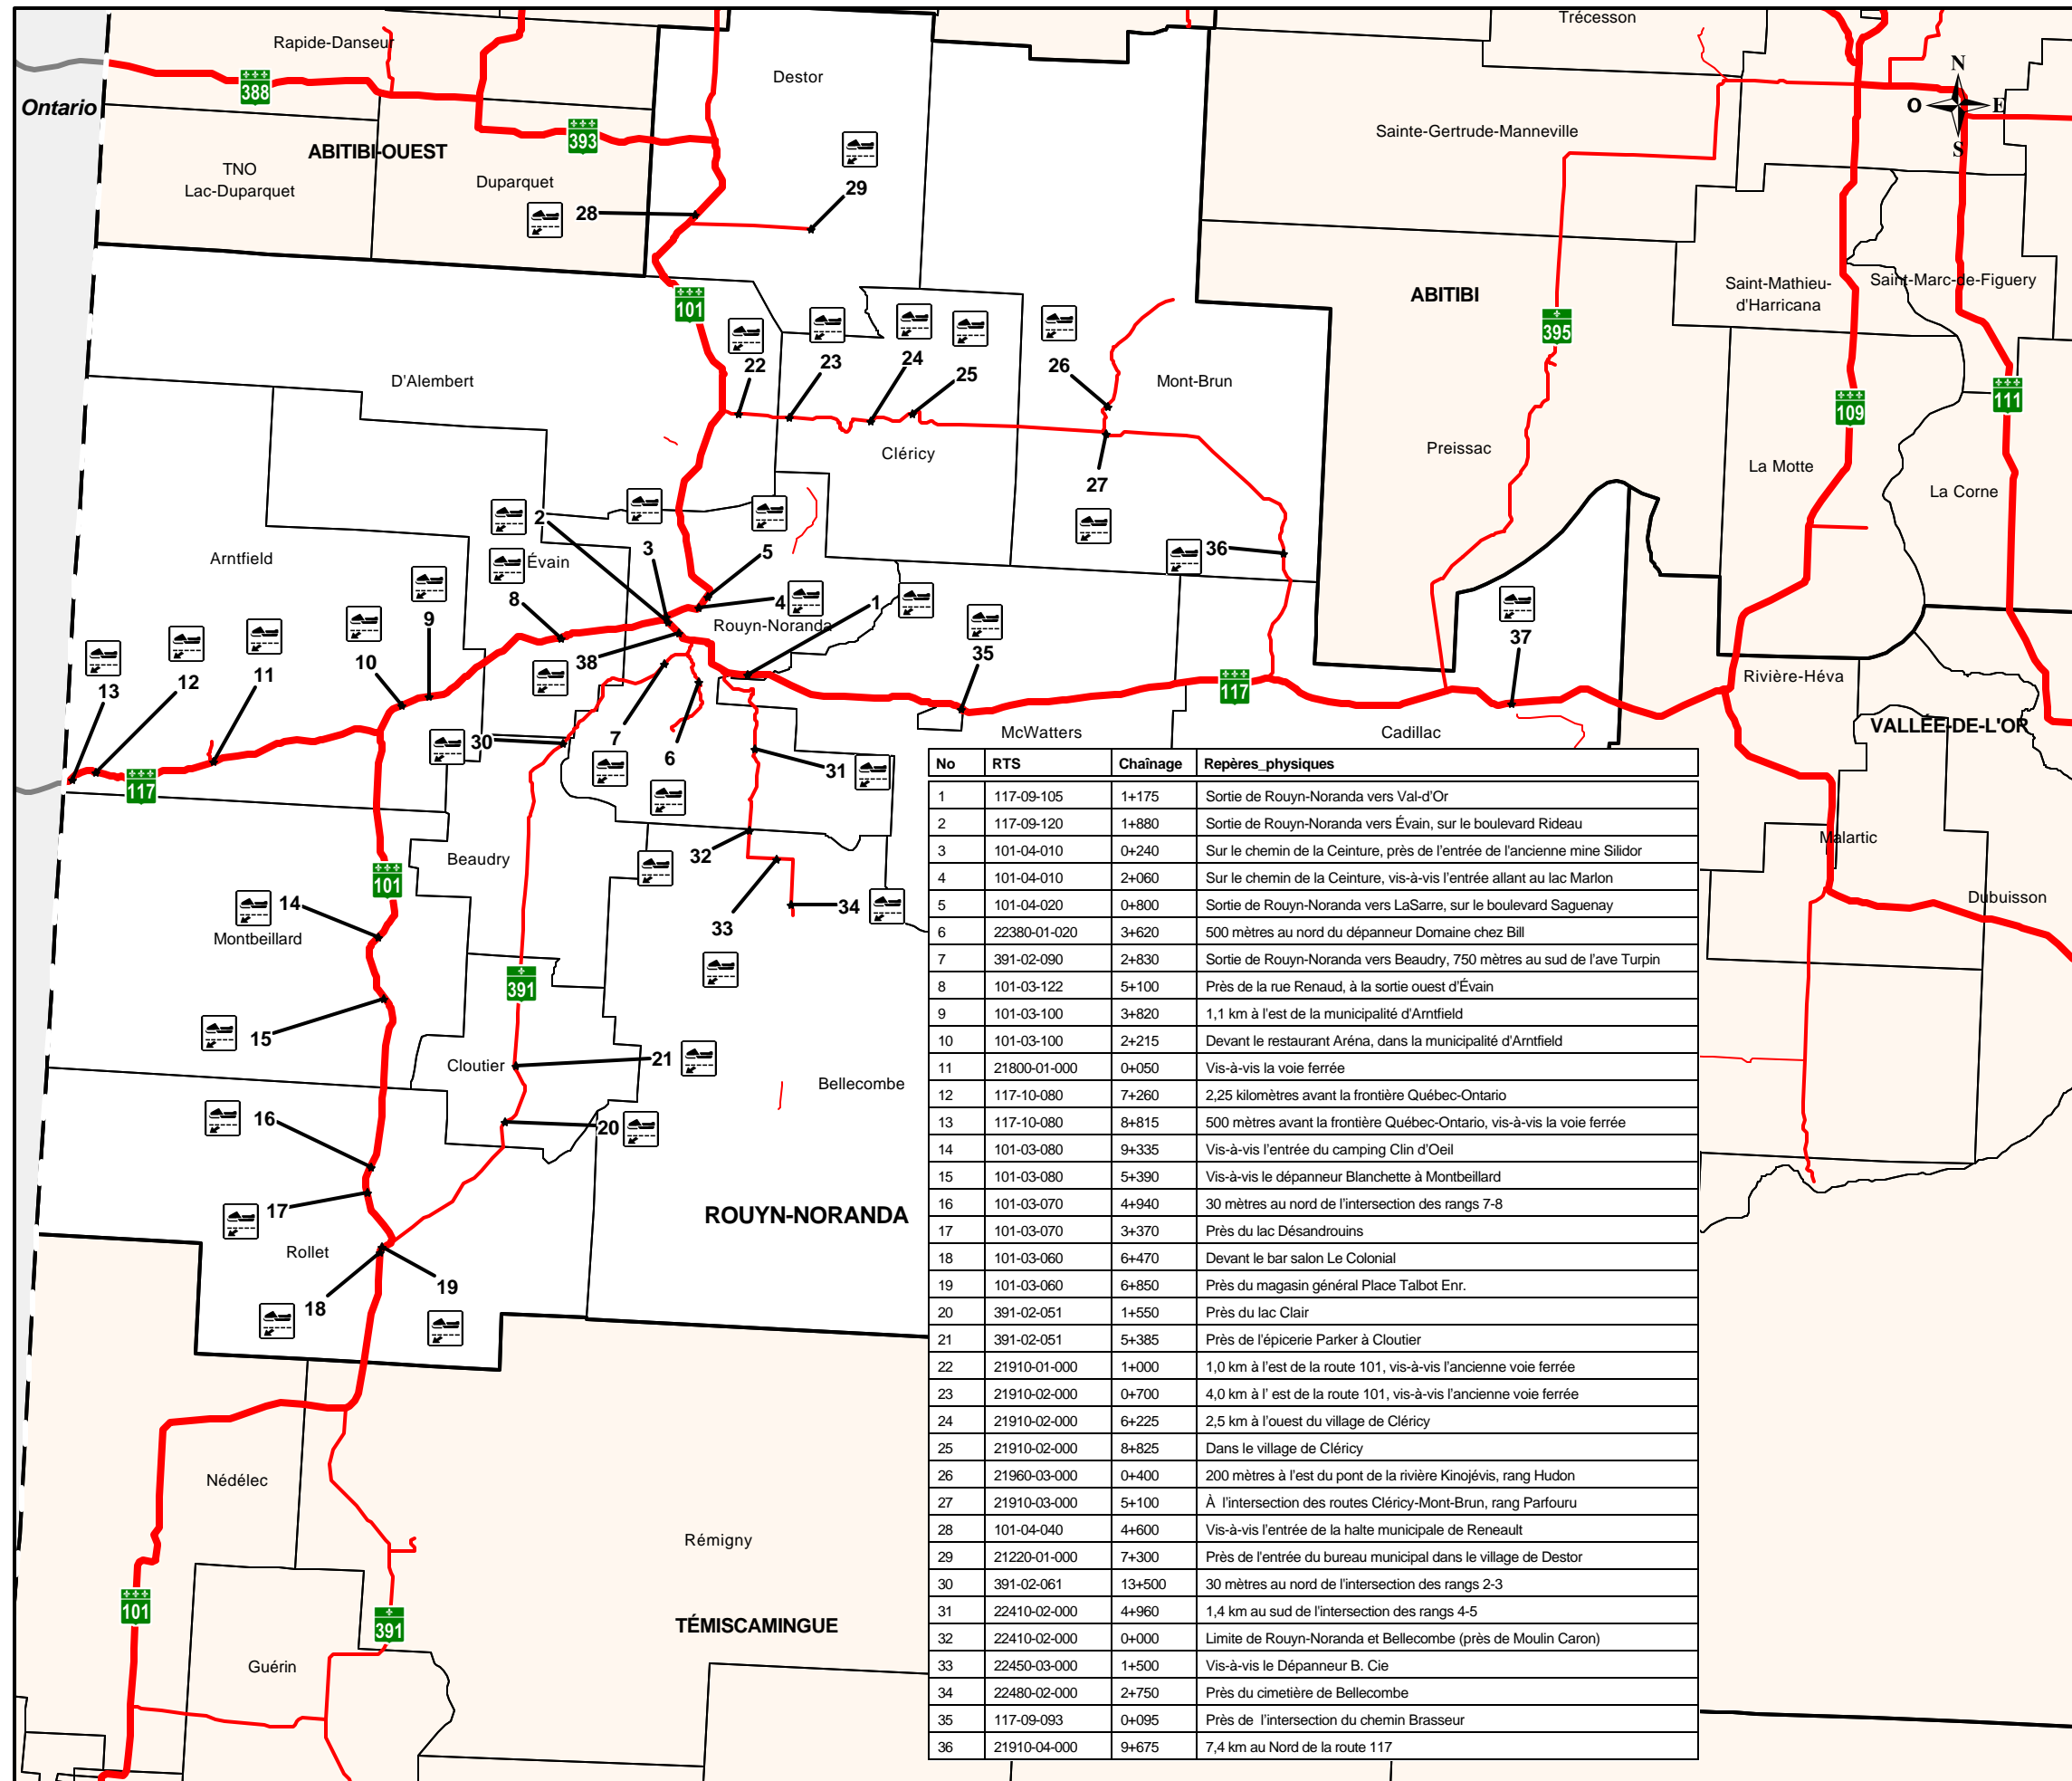 Trécesson
Rapide-Danseur
Destor
N
O
E
S
388
Ontario
393
Sainte-Gertrude-Manneville
ABITIBI-OUEST
TNO
Lac-Duparquet
Duparquet
28
29
ABITIBI
Saint-Mathieu-
d'Harricana
Saint-Marc-de-Figuery
101
395
22
23
24
25
26
D'Alembert
Mont-Brun
109
111
Cléricy
Preissac
La Motte
La Corne
27
2
3
5
36
Arntfield
Évain
8
4
1
9
Rouyn-Noranda
37
10
38
35
11
12
13
117
Rivière-Héva
VALLÉE-DE-L'OR
7
6
30
McWatters
Cadillac
31
117
Malartic
32
Beaudry
101
Dubuisson
14
34
33
Montbeillard
391
15
Cloutier
21
Bellecombe
16
20
17
ROUYN-NORANDA
Rollet
19
18
Nédélec
Rémigny
101
391
TÉMISCAMINGUE
Guérin
No RTS Chaînage Repères_physiques
1 117-09-105 1+175 Sortie de Rouyn-Noranda vers Val-d'Or
2 117-09-120 1+880 Sortie de Rouyn-Noranda vers Évain, sur le boulevard Rideau
3 101-04-010 0+240 Sur le chemin de la Ceinture, près de l'entrée de l'ancienne mine Silidor
4 101-04-010 2+060 Sur le chemin de la Ceinture, vis-à-vis l'entrée allant au lac Marlon
5 101-04-020 0+800 Sortie de Rouyn-Noranda vers LaSarre, sur le boulevard Saguenay
6 22380-01-020 3+620 500 mètres au nord du dépanneur Domaine chez Bill
7 391-02-090 2+830 Sortie de Rouyn-Noranda vers Beaudry, 750 mètres au sud de l'ave Turpin
8 101-03-122 5+100 Près de la rue Renaud, à la sortie ouest d'Évain
9 101-03-100 3+820 1,1 km à l'est de la municipalité d'Arntfield
10 101-03-100 2+215 Devant le restaurant Aréna, dans la municipalité d'Arntfield
11 21800-01-000 0+050 Vis-à-vis la voie ferrée
12 117-10-080 7+260 2,25 kilomètres avant la frontière Québec-Ontario
13 117-10-080 8+815 500 mètres avant la frontière Québec-Ontario, vis-à-vis la voie ferrée
14 101-03-080 9+335 Vis-à-vis l'entrée du camping Clin d'Oeil
15 101-03-080 5+390 Vis-à-vis le dépanneur Blanchette à Montbeillard
16 101-03-070 4+940 30 mètres au nord de l'intersection des rangs 7-8
17 101-03-070 3+370 Près du lac Désandrouins
18 101-03-060 6+470 Devant le bar salon Le Colonial
19 101-03-060 6+850 Près du magasin général Place Talbot Enr.
20 391-02-051 1+550 Près du lac Clair
21 391-02-051 5+385 Près de l'épicerie Parker à Cloutier
22 21910-01-000 1+000 1,0 km à l'est de la route 101, vis-à-vis l'ancienne voie ferrée
23 21910-02-000 0+700 4,0 km à l' est de la route 101, vis-à-vis l'ancienne voie ferrée
24 21910-02-000 6+225 2,5 km à l'ouest du village de Cléricy
25 21910-02-000 8+825 Dans le village de Cléricy
26 21960-03-000 0+400 200 mètres à l'est du pont de la rivière Kinojévis, rang Hudon
27 21910-03-000 5+100 À l'intersection des routes Cléricy-Mont-Brun, rang Parfouru
28 101-04-040 4+600 Vis-à-vis l'entrée de la halte municipale de Reneault
29 21220-01-000 7+300 Près de l'entrée du bureau municipal dans le village de Destor
30 391-02-061 13+500 30 mètres au nord de l'intersection des rangs 2-3
31 22410-02-000 4+960 1,4 km au sud de l'intersection des rangs 4-5
32 22410-02-000 0+000 Limite de Rouyn-Noranda et Bellecombe (près de Moulin Caron)
33 22450-03-000 1+500 Vis-à-vis le Dépanneur B. Cie
34 22480-02-000 2+750 Près du cimetière de Bellecombe
35 117-09-093 0+095 Près de l'intersection du chemin Brasseur
36 21910-04-000 9+675 7,4 km au Nord de la route 117